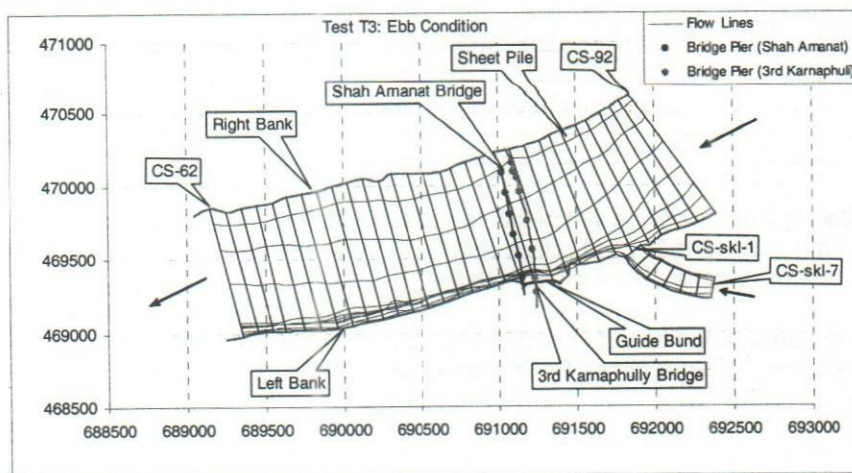 Test T3: Ebb Condition
Flow Lines
Bridge Pier (Shah Amanat)
Bridge Pier (3rd Karnaphuli)
471000
470500
470000
469500
469000
468500
Sheet Pile
CS-92
Shah Amanat Bridge
Right Bank
CS-62
CS-skl-1
CS-skl-7
Guide Bund
3rd Karnaphully Bridge
Left Bank
688500 689000 689500 690000 690500 691000 691500 692000 692500 693000